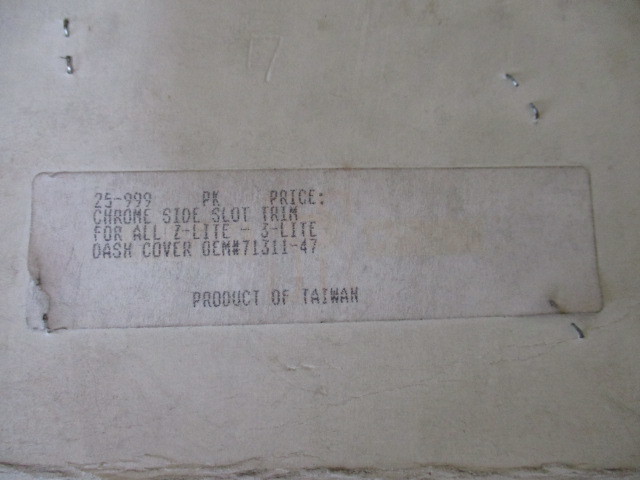 17
25-999 PK PRICE:
CHROME SIDE SLOT TRIM
FOR ALL 2-LITE - 3-LITE
DASH COVER OEM#71311-47
PRODUCT OF TAIWAN